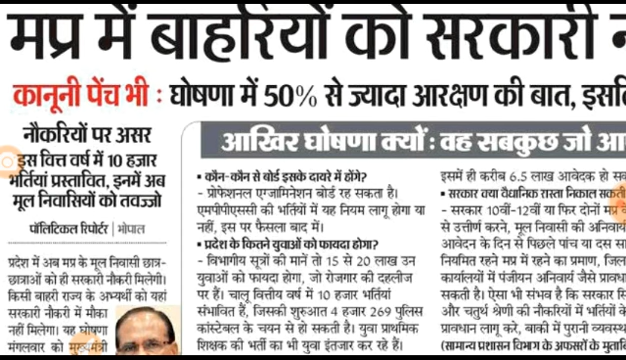 मप्र में बाहरियों को सरकारी
कानूनी पेंच भी : घोषणा में 50% से ज्यादा आरक्षण की बात,
नौकरियों पर असर
इस वित्त वर्ष में 10 हजार
भर्तियां प्रस्तावित, इनमें अब
मूल निवासियों को तवज्जो
पॉलिटिकल रिपोर्टर | भोपाल
प्रदेश में अब मप्र के मूल निवासी छात्र-
छात्राओं को ही सरकारी नौकरी मिलेगी।
किसी बाहरी राज्य के अभ्यर्थी को यहां
सरकारी नौकरी में मौका
नहीं मिलेगा। यह घोषणा
मंगलवार को मुख्यमंत्री
आखिर घोषणा क्यों : वह सबकुछ जो
▪ कौन-कौन से बोर्ड इसके दायरे में होंगे?
- प्रोफेशनल एग्जामिनेशन बोर्ड रह सकता है।
एमपीपीएससी की भर्तियों में यह नियम लागू होगा या
नहीं, इस पर फैसला बाद में।
▪ प्रदेश के कितने युवाओं को फायदा होगा?
- विभागीय सूत्रों की मानें तो 15 से 20 लाख उन
युवाओं को फायदा होगा, जो रोजगार की दहलीज
पर हैं। चालू वित्तीय वर्ष में 10 हजार भर्तियां
संभावित हैं, जिसकी शुरुआत 4 हजार 269 पुलिस
कांस्टेबल के चयन से हो सकती है। युवा प्राथमिक
शिक्षक की भर्ती का भी युवा इंतजार कर रहे हैं।
इसमें ही करीब 6.5 लाख आवेदक हो
▪ सरकार क्या वैधानिक रास्ता निकाल सकती
- सरकार 10वीं-12वीं या फिर दोनों मप्र
से उत्तीर्ण करने, मूल निवासी की अनिवार्य
आवेदन के दिन से पिछले पांच या दस
नियमित रहने मप्र में रहने का प्रमाण,
कार्यालयों में पंजीयन अनिवार्य जैसे
सकती है। ऐसा भी संभव है कि सरकार
और चतुर्थ श्रेणी की नौकरियों में भर्तियों के
प्रावधान लागू करे, बाकी में पुरानी व्यवस्था
(सामान्य प्रशासन विभाग के अफसरों के